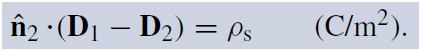 n̂₂ · (D₁ − D₂) = ρₛ (C/m²).